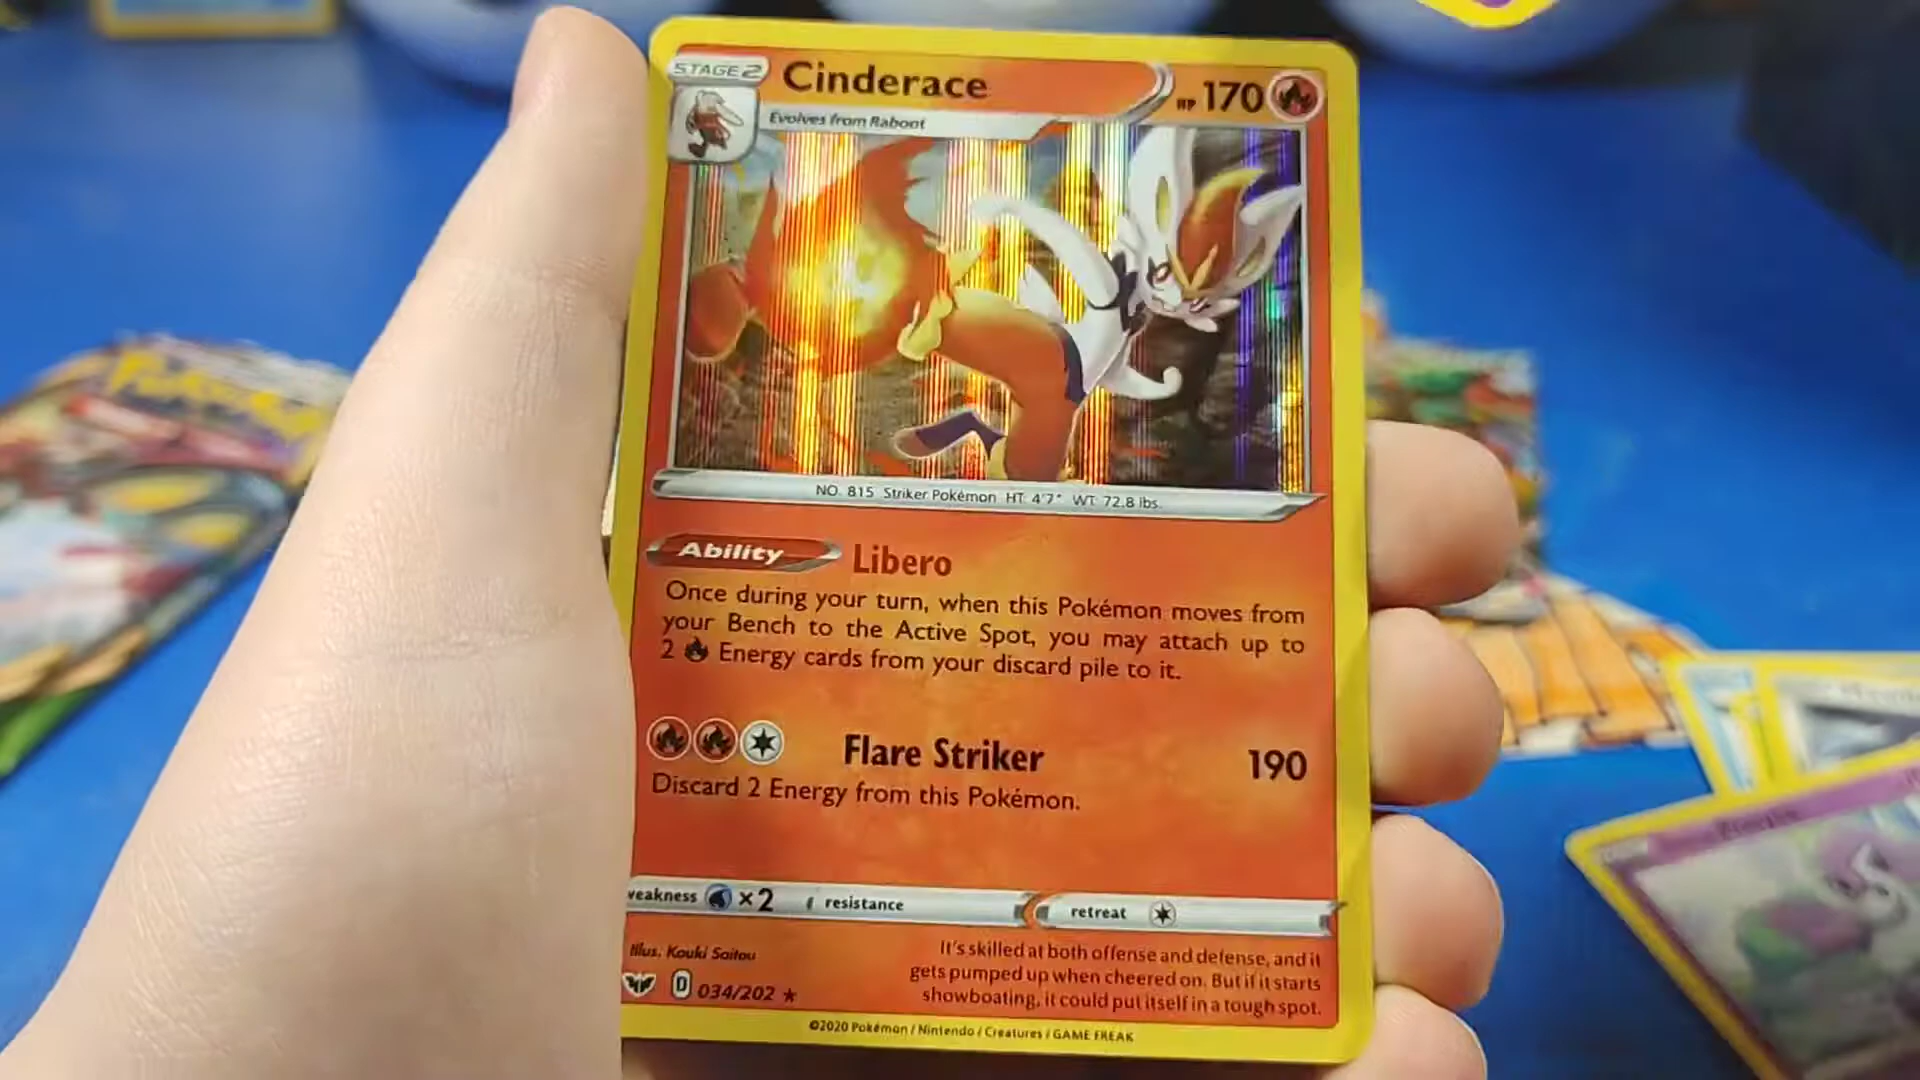 STAGE 2
Cinderace
HP 170
Evolves from Raboot
NO. 815 Striker Pokémon HT: 4'7" WT: 72.8 lbs.
Ability Libero
Once during your turn, when this Pokémon moves from
your Bench to the Active Spot, you may attach up to
2 Energy cards from your discard pile to it.
Flare Striker 190
Discard 2 Energy from this Pokémon.
weakness ×2 resistance retreat
Illus. Kouki Saitou
D 034/202
It's skilled at both offense and defense, and it
gets pumped up when cheered on. But if it starts
showboating, it could put itself in a tough spot.
©2020 Pokémon / Nintendo / Creatures / GAME FREAK
Pokémon